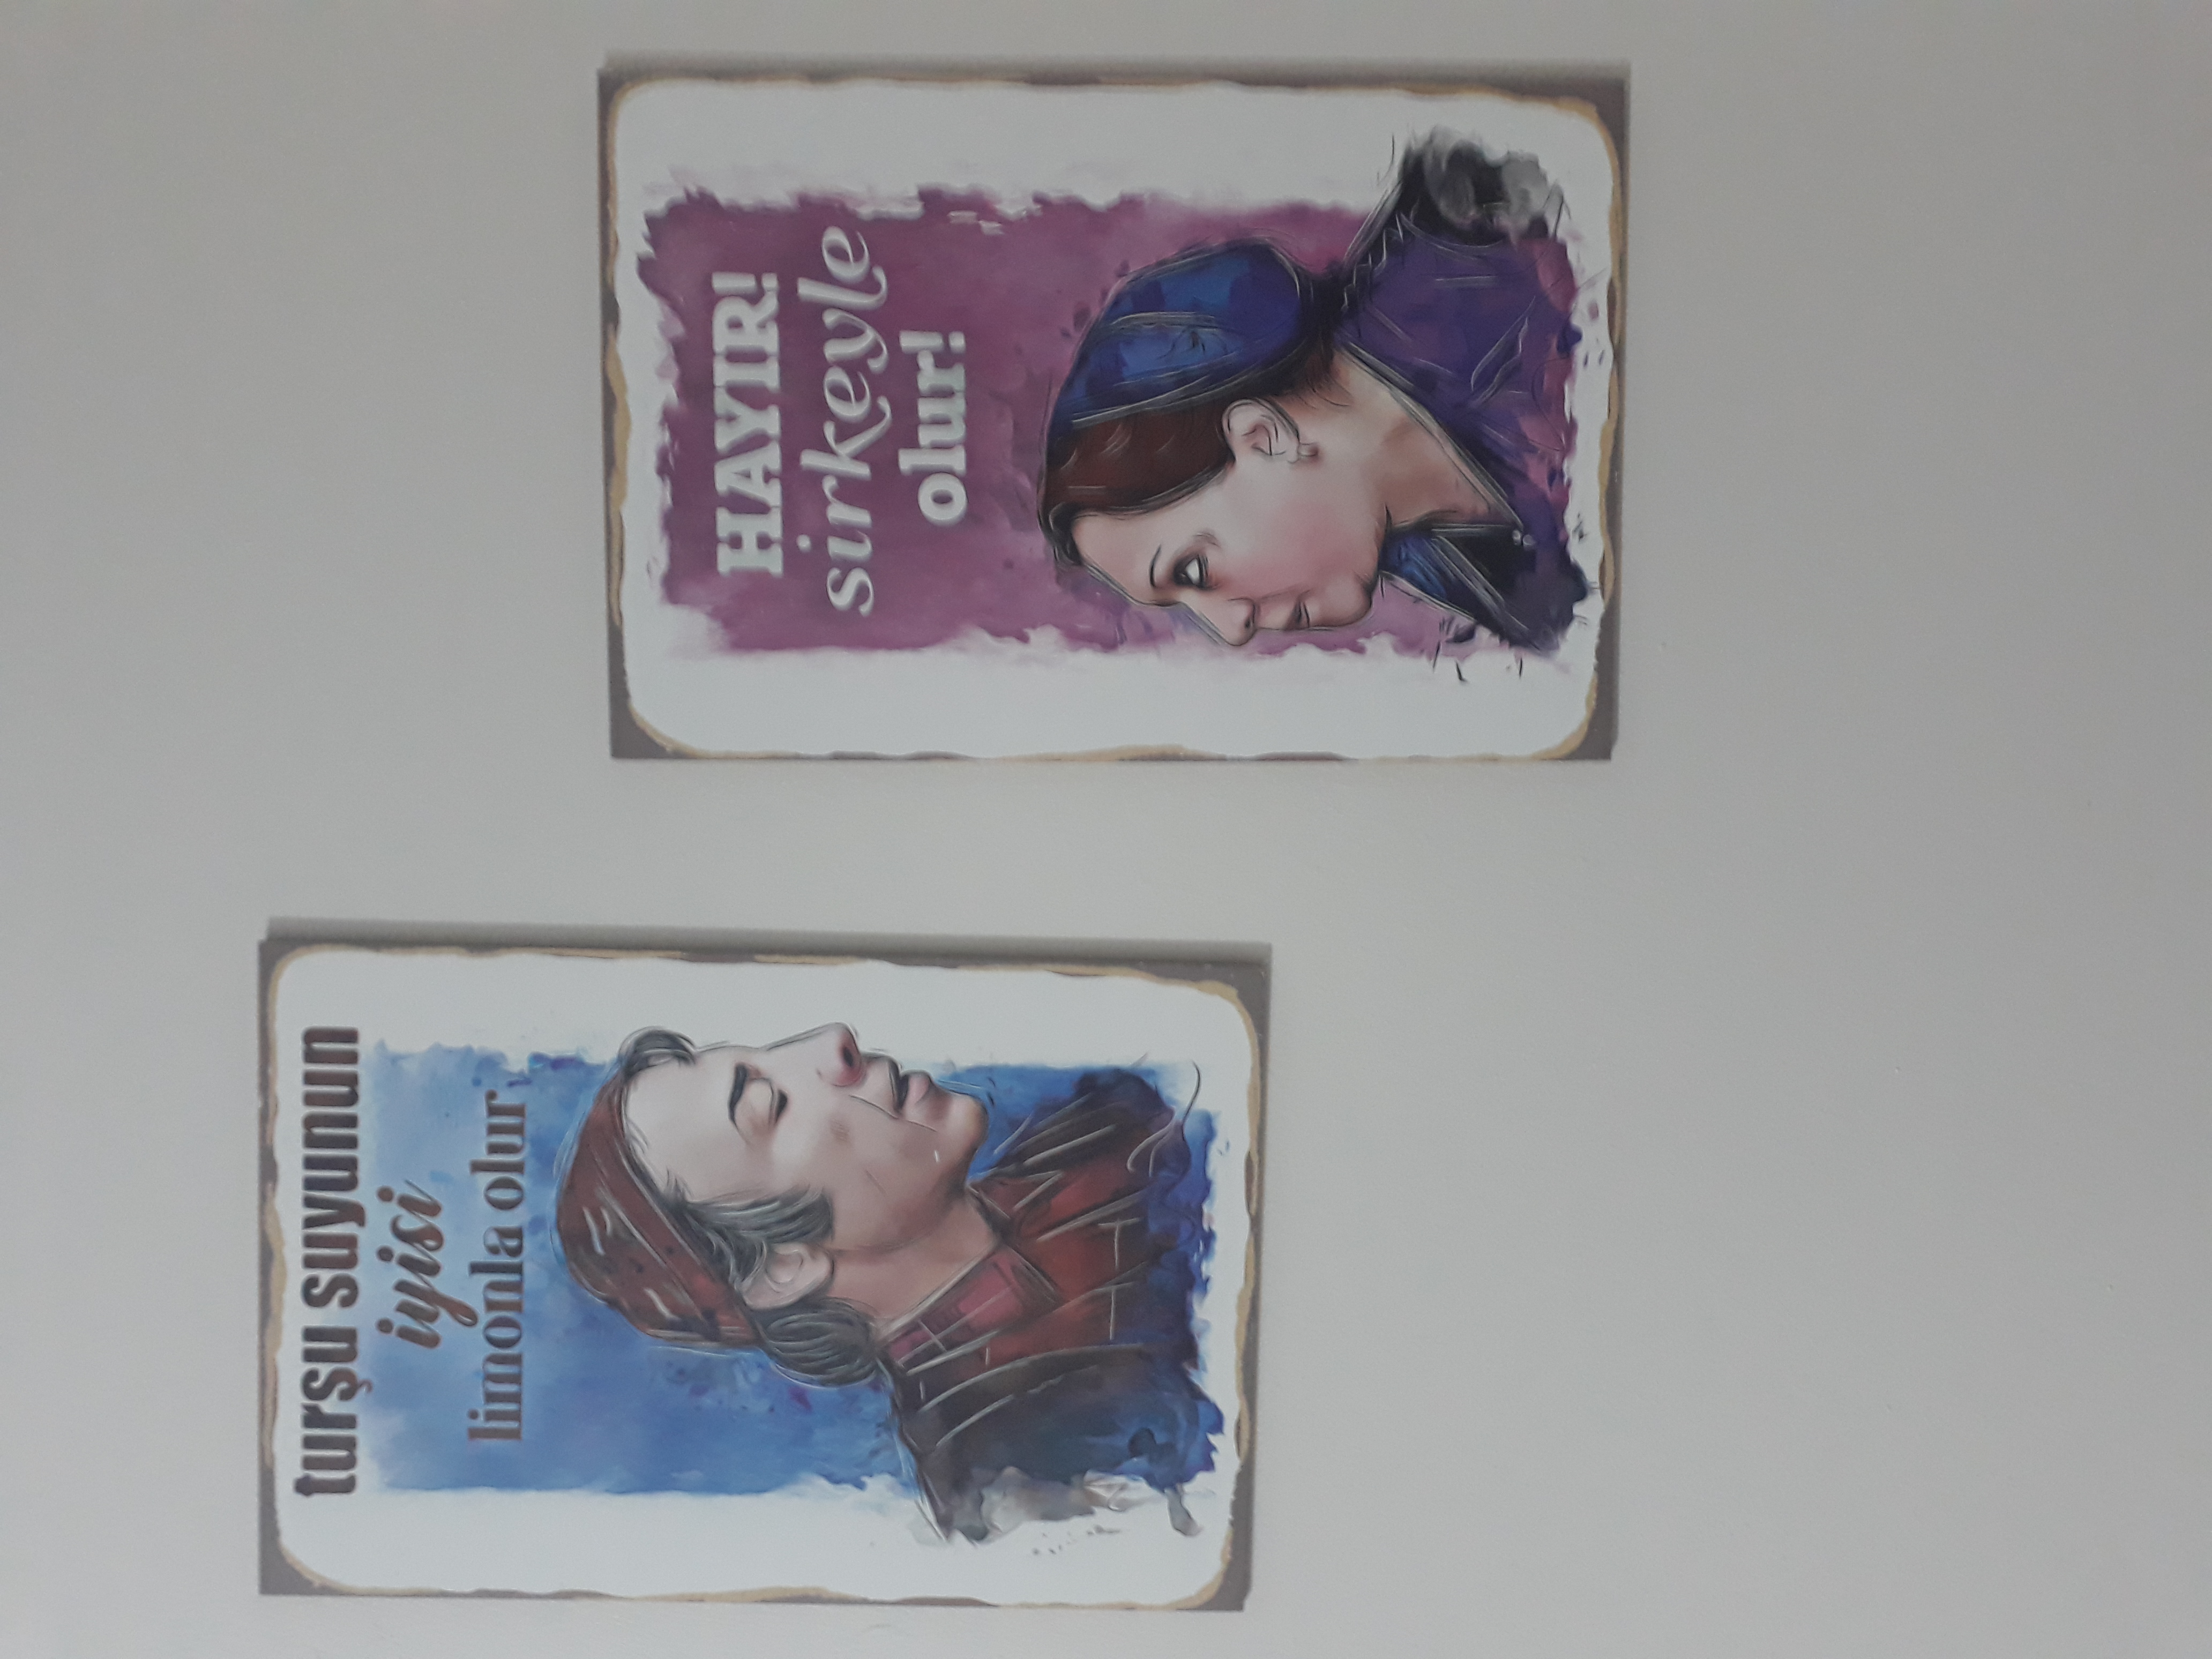 turşu suyunun
iyisi
limonla olur
HAYIR!
sirkeyle
olur!